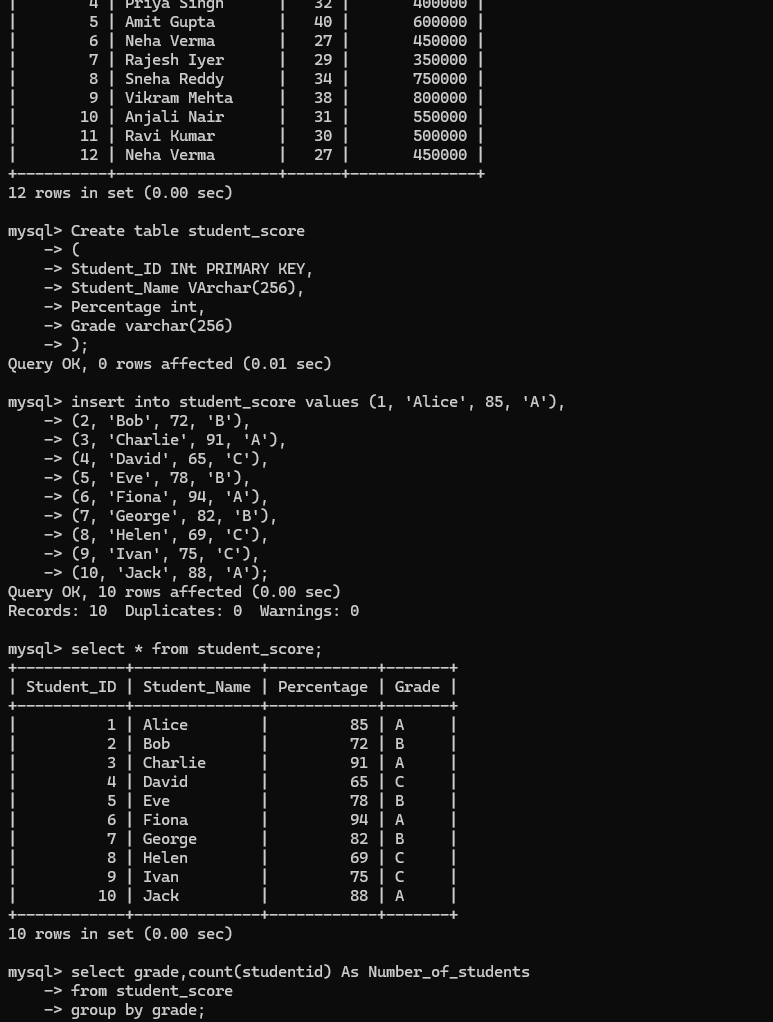 |        4 | Priya Singh      |   32 |       400000 |
|        5 | Amit Gupta       |   40 |       600000 |
|        6 | Neha Verma       |   27 |       450000 |
|        7 | Rajesh Iyer      |   29 |       350000 |
|        8 | Sneha Reddy      |   34 |       750000 |
|        9 | Vikram Mehta     |   38 |       800000 |
|       10 | Anjali Nair      |   31 |       550000 |
|       11 | Ravi Kumar       |   30 |       500000 |
|       12 | Neha Verma       |   27 |       450000 |
+----------+------------------+------+--------------+
12 rows in set (0.00 sec)

mysql> Create table student_score
    -> (
    -> Student_ID INt PRIMARY KEY,
    -> Student_Name VArchar(256),
    -> Percentage int,
    -> Grade varchar(256)
    -> );
Query OK, 0 rows affected (0.01 sec)

mysql> insert into student_score values (1, 'Alice', 85, 'A'),
    -> (2, 'Bob', 72, 'B'),
    -> (3, 'Charlie', 91, 'A'),
    -> (4, 'David', 65, 'C'),
    -> (5, 'Eve', 78, 'B'),
    -> (6, 'Fiona', 94, 'A'),
    -> (7, 'George', 82, 'B'),
    -> (8, 'Helen', 69, 'C'),
    -> (9, 'Ivan', 75, 'C'),
    -> (10, 'Jack', 88, 'A');
Query OK, 10 rows affected (0.00 sec)
Records: 10  Duplicates: 0  Warnings: 0

mysql> select * from student_score;
+------------+--------------+------------+-------+
| Student_ID | Student_Name | Percentage | Grade |
+------------+--------------+------------+-------+
|          1 | Alice        |         85 | A     |
|          2 | Bob          |         72 | B     |
|          3 | Charlie      |         91 | A     |
|          4 | David        |         65 | C     |
|          5 | Eve          |         78 | B     |
|          6 | Fiona        |         94 | A     |
|          7 | George       |         82 | B     |
|          8 | Helen        |         69 | C     |
|          9 | Ivan         |         75 | C     |
|         10 | Jack         |         88 | A     |
+------------+--------------+------------+-------+
10 rows in set (0.00 sec)

mysql> select grade,count(studentid) As Number_of_students
    -> from student_score
    -> group by grade;